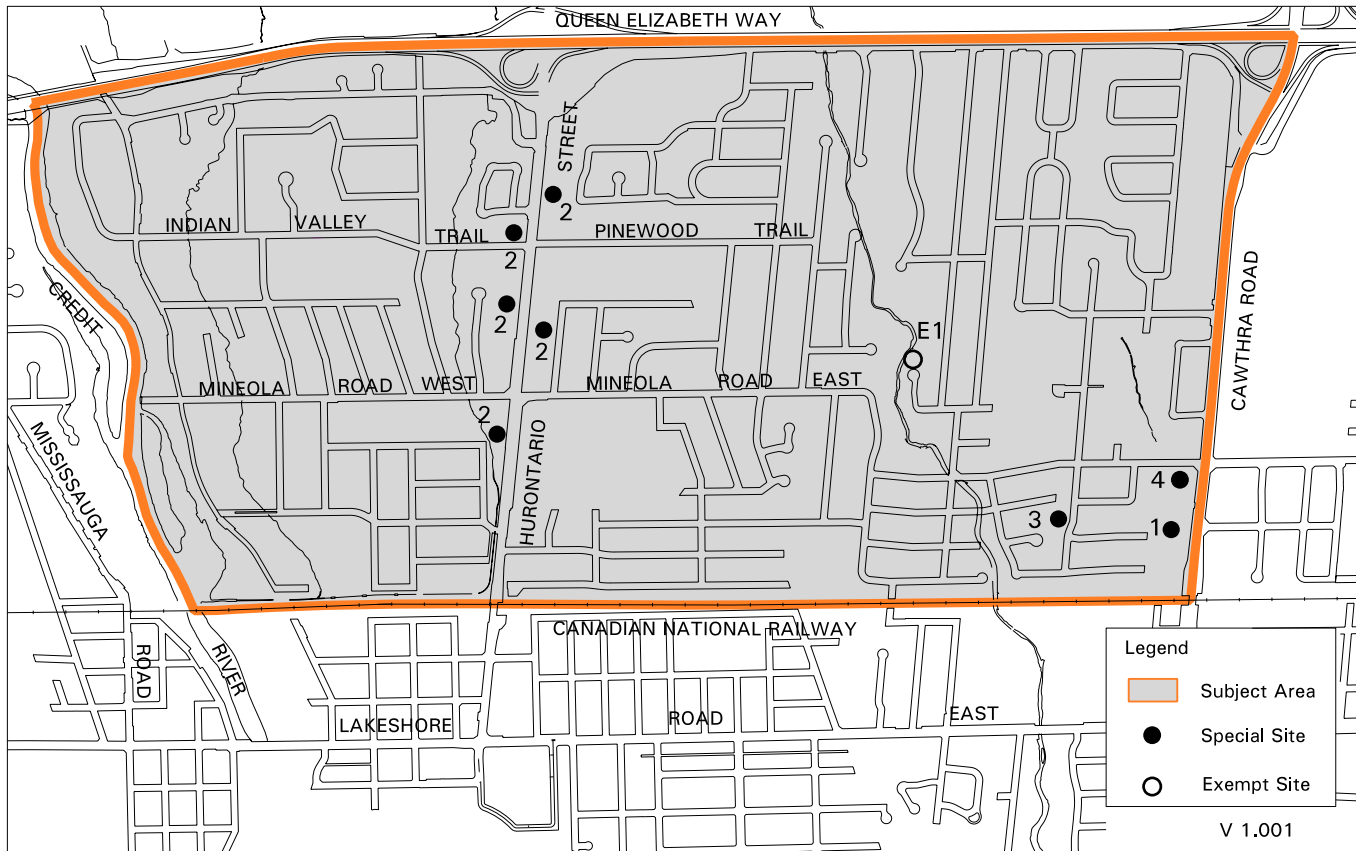 QUEEN ELIZABETH WAY
STREET
2
INDIAN VALLEY TRAIL
2
PINEWOOD TRAIL
CREDIT
2
2
E1
CAWTHRA ROAD
MINEOLA ROAD WEST
MINEOLA ROAD EAST
2
MISSISSAUGA
HURONTARIO
4
3
1
CANADIAN NATIONAL RAILWAY
ROAD
RIVER
LAKESHORE ROAD EAST
Legend
Subject Area
Special Site
Exempt Site
V 1.001